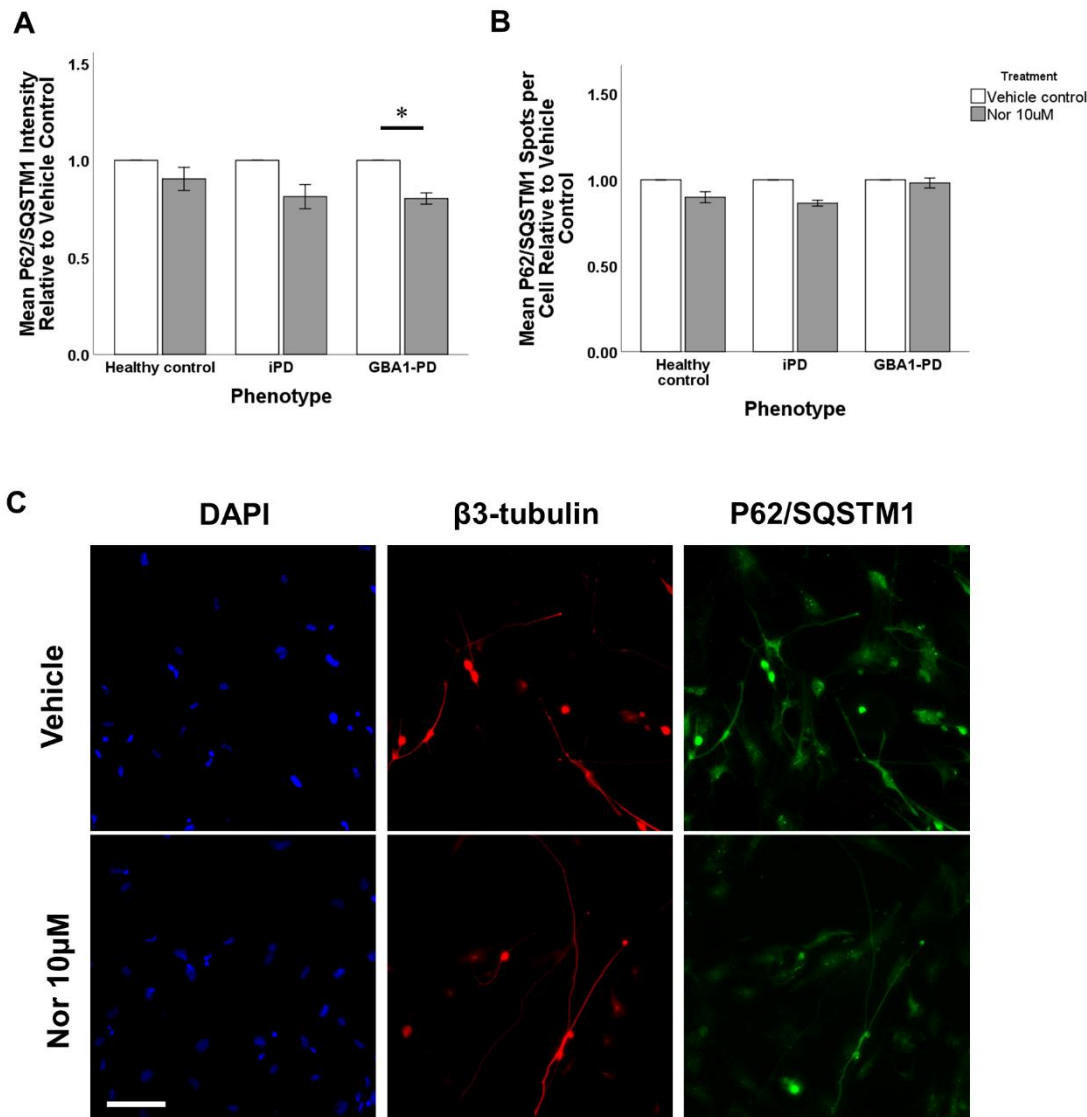 A
Mean P62/SQSTM1 Intensity
Relative to Vehicle Control
1.5
1.0
0.5
0.0
*
Healthy control
iPD
GBA1-PD
Phenotype
B
Mean P62/SQSTM1 Spots per
Cell Relative to Vehicle
Control
1.50
1.00
0.50
0.00
Healthy
control
iPD
GBA1-PD
Phenotype
Treatment
Vehicle control
Nor 10uM
C
DAPI
β3-tubulin
P62/SQSTM1
Vehicle
Nor 10µM